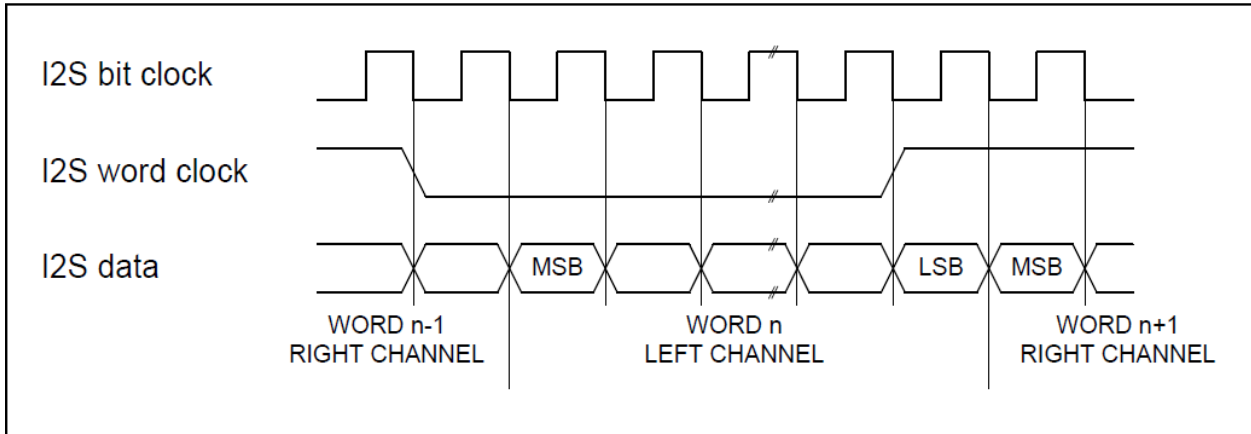 I2S bit clock
I2S word clock
I2S data
MSB
LSB
MSB
WORD n-1
RIGHT CHANNEL
WORD n
LEFT CHANNEL
WORD n+1
RIGHT CHANNEL